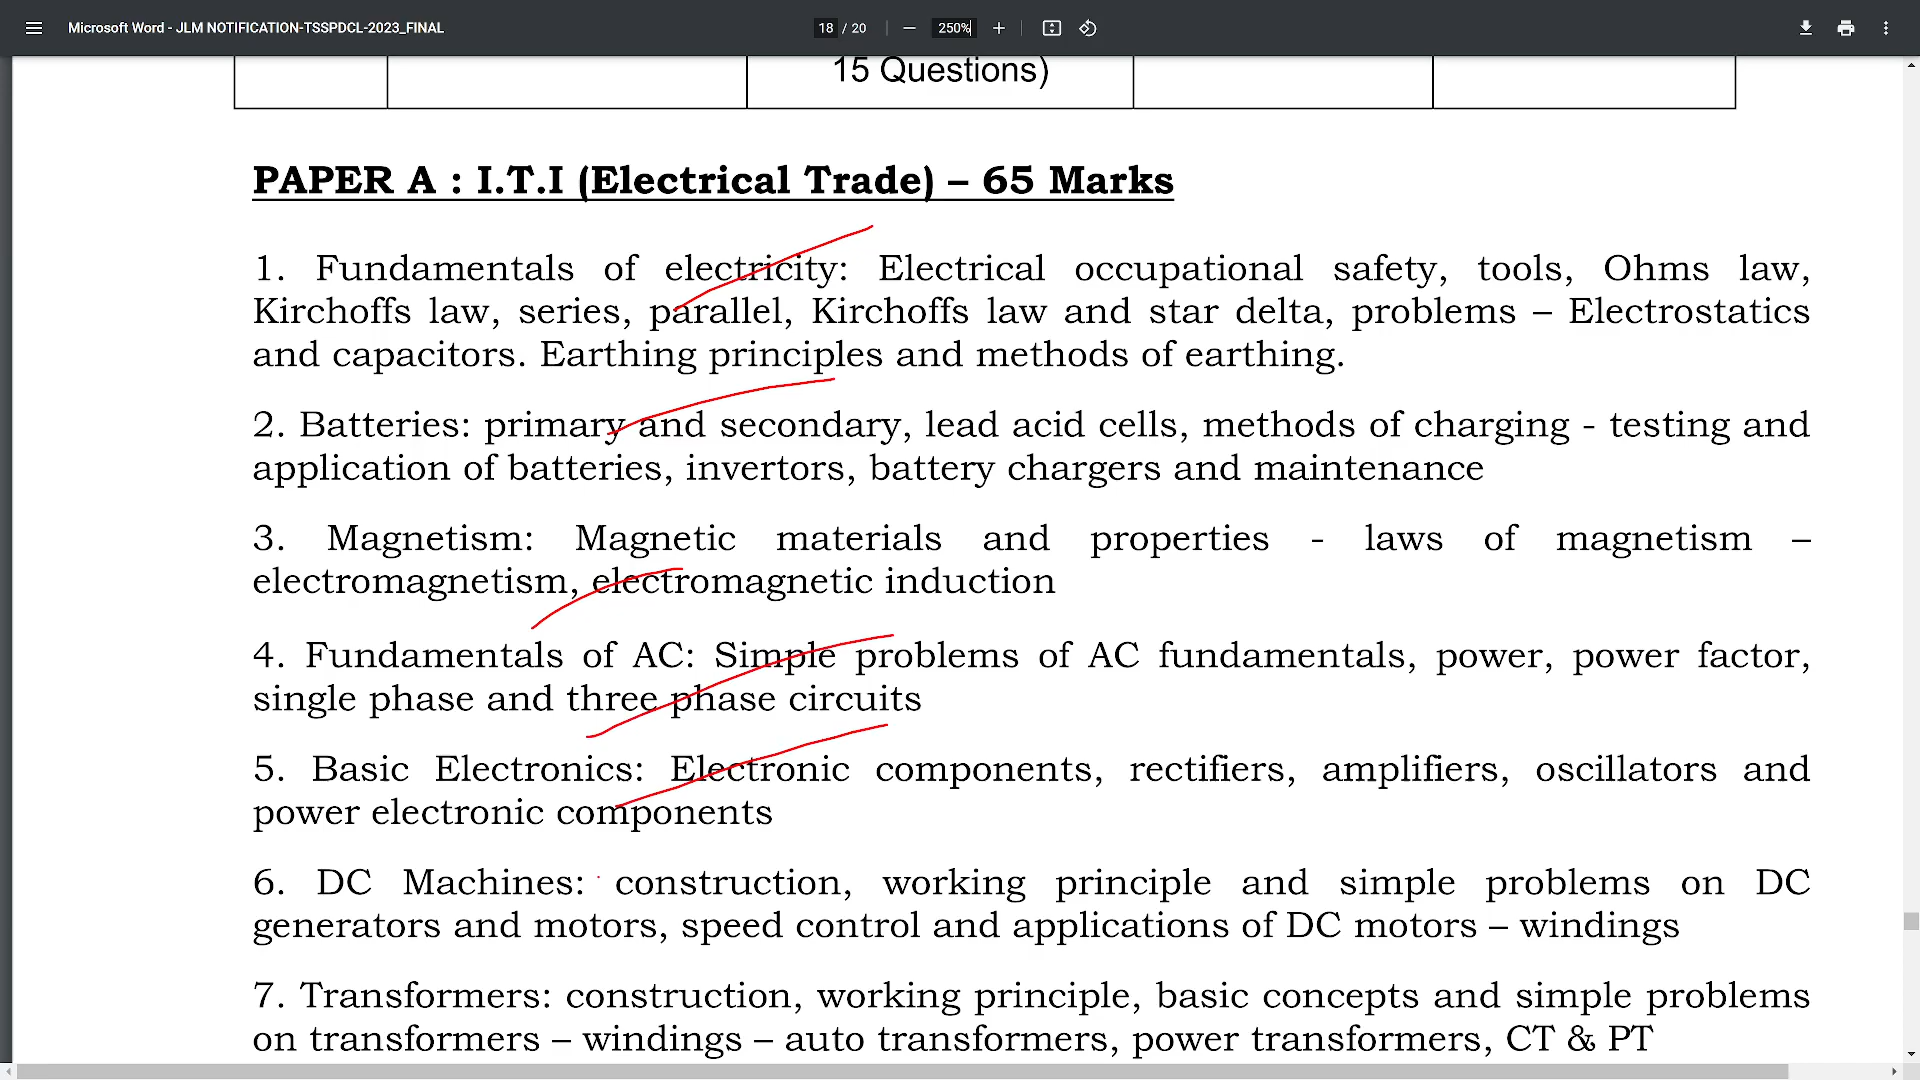 Microsoft Word - JLM NOTIFICATION-TSSPDCL-2023_FINAL
18 / 20
250%
15 Questions)
PAPER A : I.T.I (Electrical Trade) – 65 Marks
1. Fundamentals of electricity: Electrical occupational safety, tools, Ohms law,
Kirchoffs law, series, parallel, Kirchoffs law and star delta, problems – Electrostatics
and capacitors. Earthing principles and methods of earthing.
2. Batteries: primary and secondary, lead acid cells, methods of charging - testing and
application of batteries, invertors, battery chargers and maintenance
3. Magnetism: Magnetic materials and properties - laws of magnetism –
electromagnetism, electromagnetic induction
4. Fundamentals of AC: Simple problems of AC fundamentals, power, power factor,
single phase and three phase circuits
5. Basic Electronics: Electronic components, rectifiers, amplifiers, oscillators and
power electronic components
6. DC Machines: construction, working principle and simple problems on DC
generators and motors, speed control and applications of DC motors – windings
7. Transformers: construction, working principle, basic concepts and simple problems
on transformers – windings – auto transformers, power transformers, CT & PT